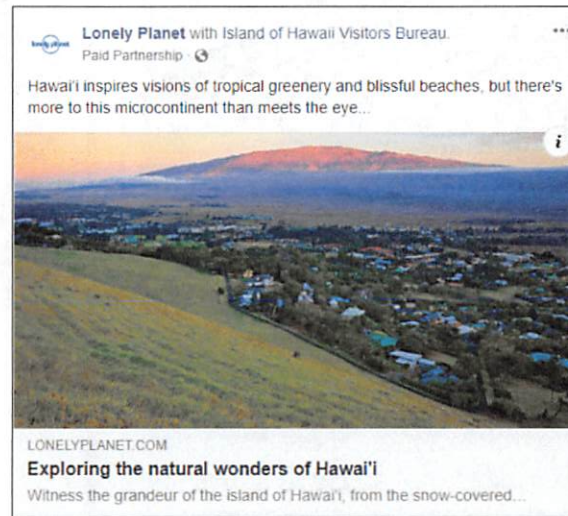 lonely planet
Lonely Planet with Island of Hawaii Visitors Bureau.
Paid Partnership ·
Hawai'i inspires visions of tropical greenery and blissful beaches, but there's
more to this microcontinent than meets the eye...
i
LONELYPLANET.COM
Exploring the natural wonders of Hawai'i
Witness the grandeur of the island of Hawai'i, from the snow-covered...